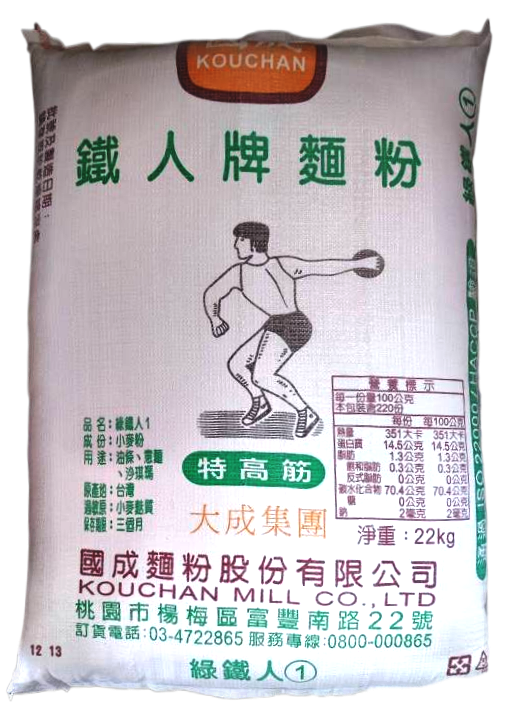 國成
KOUCHAN
鐵人牌麵粉
綠鐵人①
ISO 22000/HACCP
品名:綠鐵人1
成份:小麥粉
用途:油條、意麵
、沙琪瑪
原產地:台灣
過敏原:小麥麩質
保存期限:三個月
特高筋
大成集團
營養標示
每一份量100公克
本包裝含220份
每份 每100公克
熱量 351大卡 351大卡
蛋白質 14.5公克 14.5公克
脂肪 1.3公克 1.3公克
飽和脂肪 0.3公克 0.3公克
反式脂肪 0公克 0公克
碳水化合物 70.4公克 70.4公克
糖 0公克 0公克
鈉 2毫克 2毫克
淨重:22kg
國成麵粉股份有限公司
KOUCHAN MILL CO.,LTD
桃園市楊梅區富豐南路22號
訂貨電話:03-4722865 服務專線:0800-000865
12 13
綠鐵人①